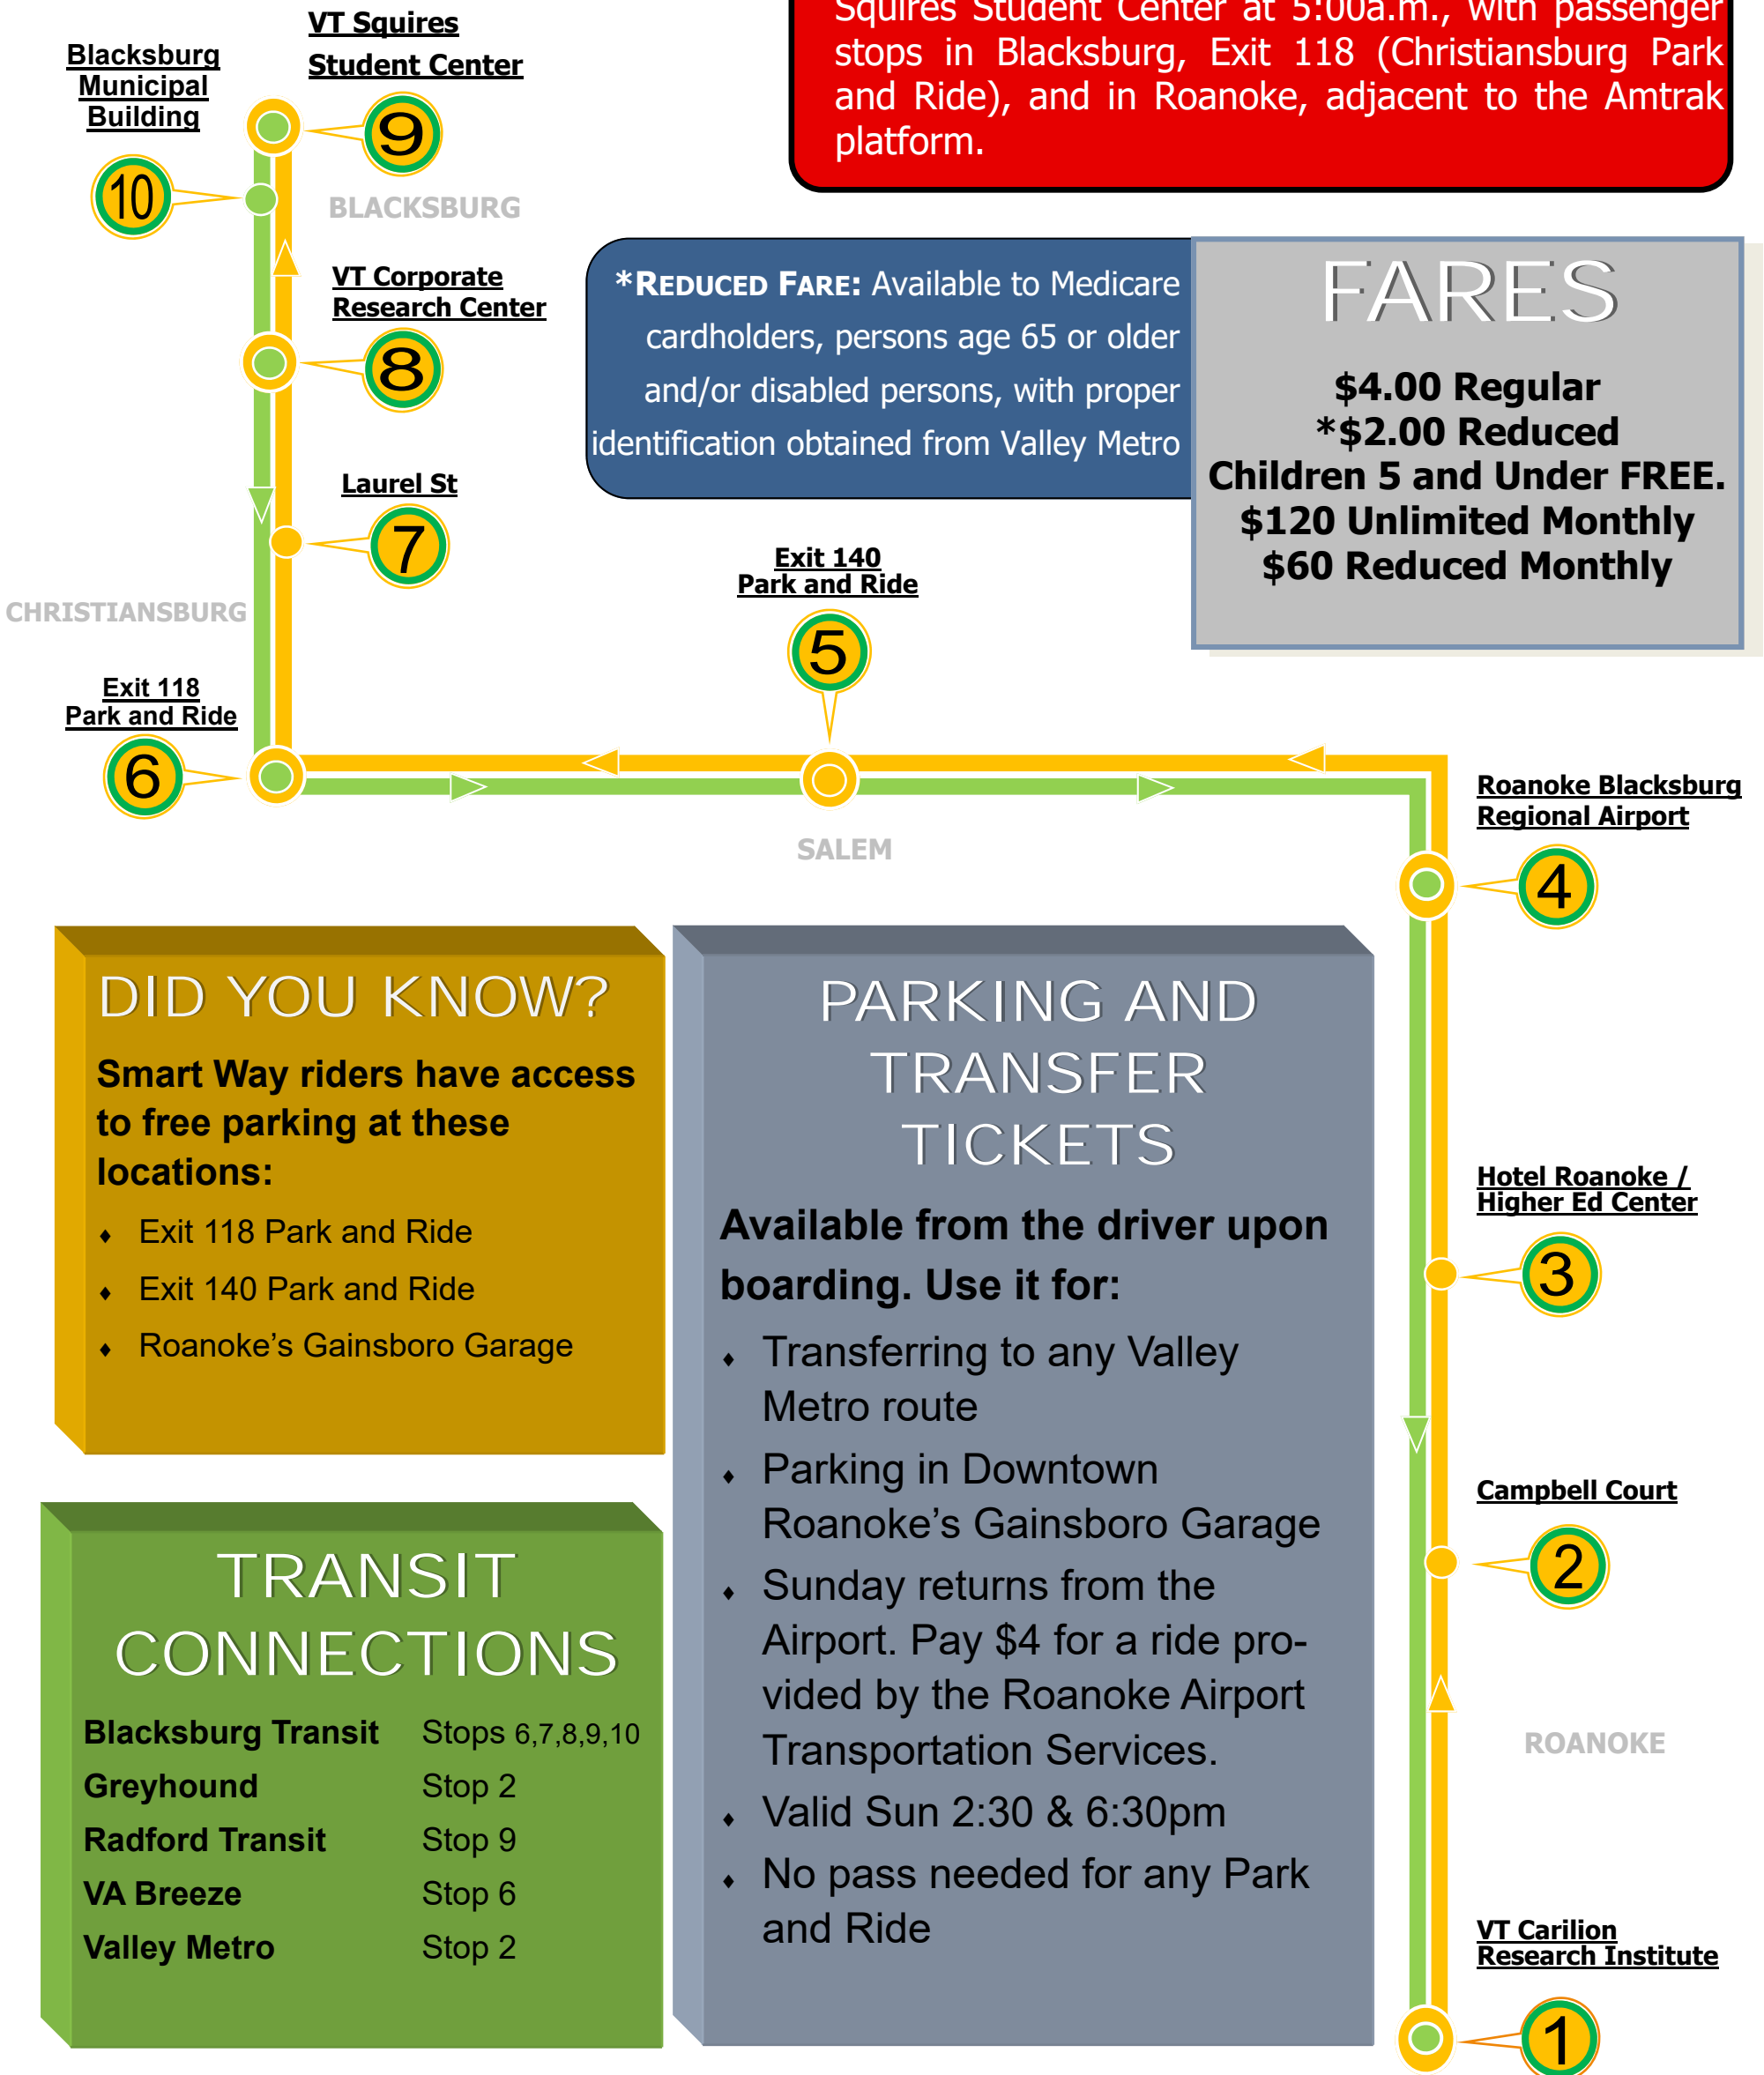 Squires Student Center at 5:00a.m., with passenger
stops in Blacksburg, Exit 118 (Christiansburg Park
and Ride), and in Roanoke, adjacent to the Amtrak
platform.
VT Squires
Student Center
9
Blacksburg
Municipal
Building
10
BLACKSBURG
VT Corporate
Research Center
8
Laurel St
7
CHRISTIANSBURG
Exit 118
Park and Ride
6
*REDUCED FARE: Available to Medicare
cardholders, persons age 65 or older
and/or disabled persons, with proper
identification obtained from Valley Metro
FARES
$4.00 Regular
*$2.00 Reduced
Children 5 and Under FREE.
$120 Unlimited Monthly
$60 Reduced Monthly
Exit 140
Park and Ride
5
SALEM
Roanoke Blacksburg
Regional Airport
4
Hotel Roanoke /
Higher Ed Center
3
Campbell Court
2
ROANOKE
VT Carilion
Research Institute
1
DID YOU KNOW?
Smart Way riders have access
to free parking at these
locations:
♦ Exit 118 Park and Ride
♦ Exit 140 Park and Ride
♦ Roanoke’s Gainsboro Garage
TRANSIT
CONNECTIONS
Blacksburg Transit Stops 6,7,8,9,10
Greyhound Stop 2
Radford Transit Stop 9
VA Breeze Stop 6
Valley Metro Stop 2
PARKING AND
TRANSFER
TICKETS
Available from the driver upon
boarding. Use it for:
♦ Transferring to any Valley
Metro route
♦ Parking in Downtown
Roanoke’s Gainsboro Garage
♦ Sunday returns from the
Airport. Pay $4 for a ride pro-
vided by the Roanoke Airport
Transportation Services.
♦ Valid Sun 2:30 & 6:30pm
♦ No pass needed for any Park
and Ride